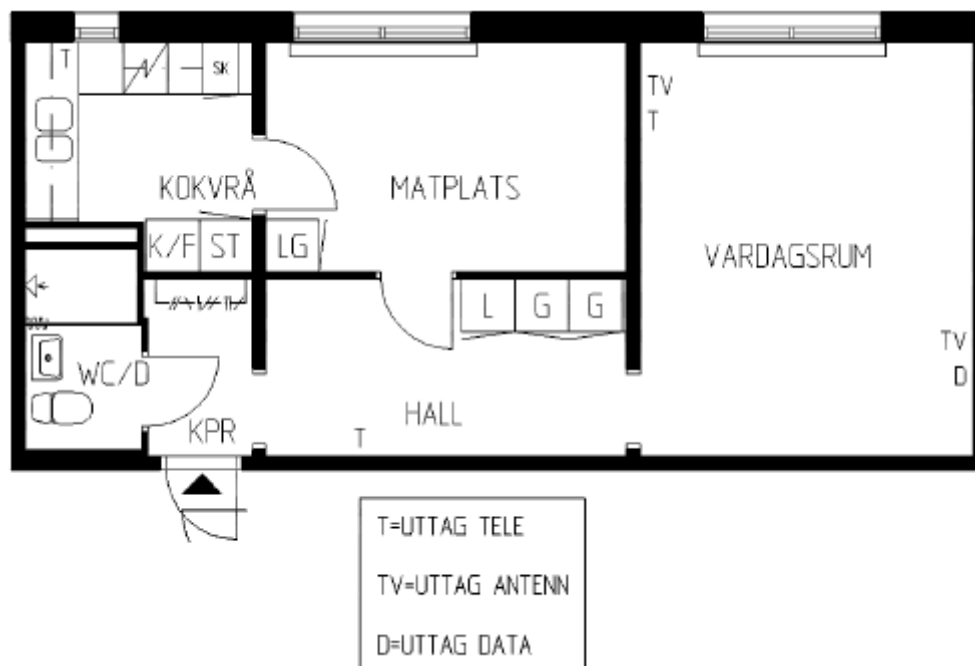 T
SK
TV
T
KOKVRÅ
MATPLATS
K/F
ST
LG
VARDAGSRUM
L
G
G
TV
D
WC/D
HALL
KPR
T
T=UTTAG TELE
TV=UTTAG ANTENN
D=UTTAG DATA